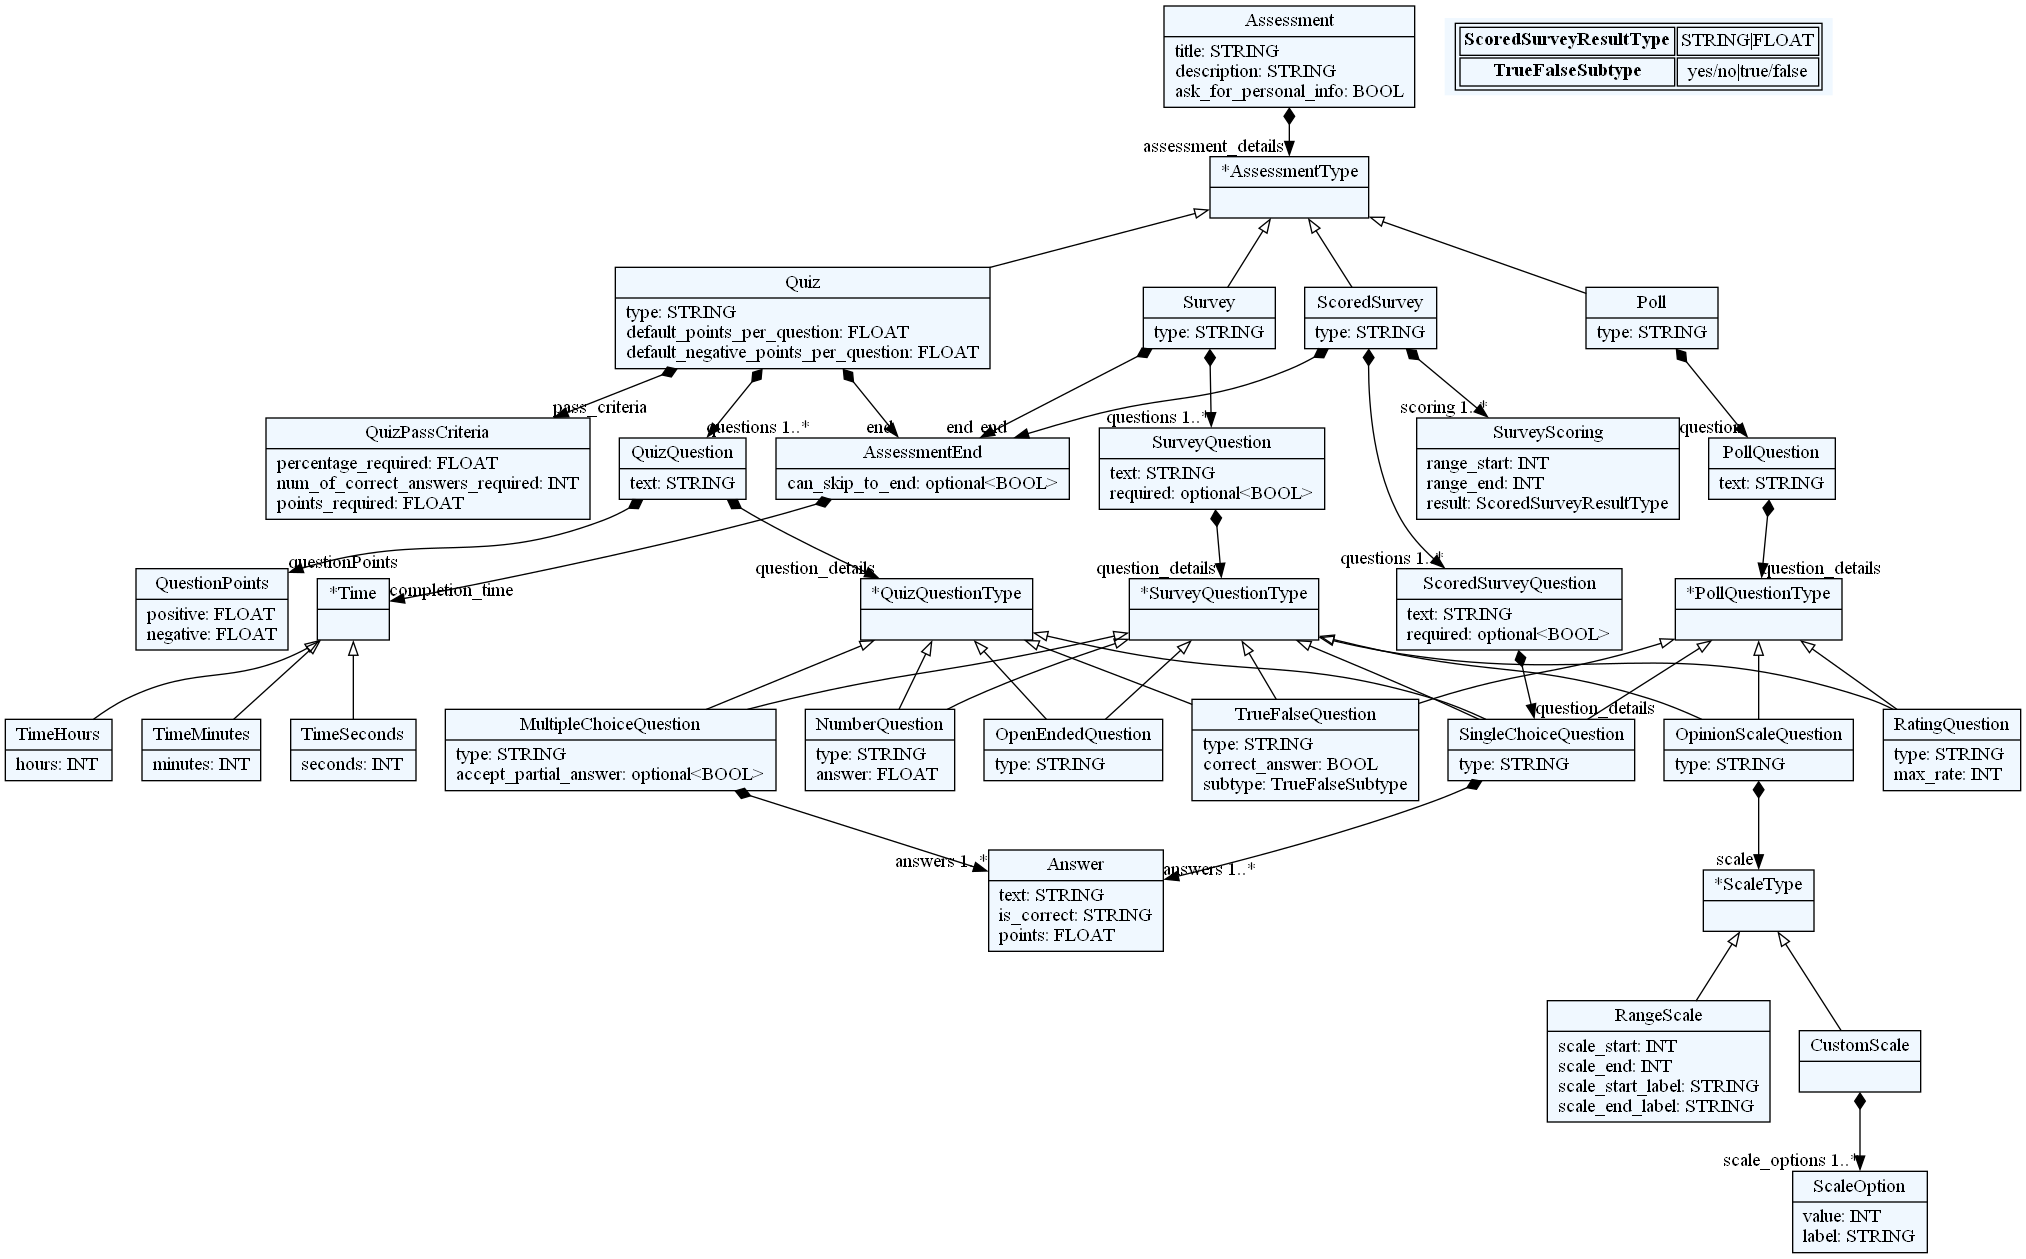 Assessment
title: STRING
description: STRING
ask_for_personal_info: BOOL
ScoredSurveyResultType STRING|FLOAT
TrueFalseSubtype yes/no|true/false
assessment_details
*AssessmentType
Quiz
type: STRING
default_points_per_question: FLOAT
default_negative_points_per_question: FLOAT
Survey
type: STRING
ScoredSurvey
type: STRING
Poll
type: STRING
pass_criteria
questions 1..*
end
end
end
questions 1..*
scoring 1..*
question
QuizPassCriteria
percentage_required: FLOAT
num_of_correct_answers_required: INT
points_required: FLOAT
QuizQuestion
text: STRING
AssessmentEnd
can_skip_to_end: optional<BOOL>
SurveyQuestion
text: STRING
required: optional<BOOL>
SurveyScoring
range_start: INT
range_end: INT
result: ScoredSurveyResultType
PollQuestion
text: STRING
questionPoints
completion_time
question_details
question_details
questions 1..*
question_details
QuestionPoints
positive: FLOAT
negative: FLOAT
*Time
*QuizQuestionType
*SurveyQuestionType
ScoredSurveyQuestion
text: STRING
required: optional<BOOL>
*PollQuestionType
question_details
TimeHours
hours: INT
TimeMinutes
minutes: INT
TimeSeconds
seconds: INT
MultipleChoiceQuestion
type: STRING
accept_partial_answer: optional<BOOL>
NumberQuestion
type: STRING
answer: FLOAT
OpenEndedQuestion
type: STRING
TrueFalseQuestion
type: STRING
correct_answer: BOOL
subtype: TrueFalseSubtype
SingleChoiceQuestion
type: STRING
OpinionScaleQuestion
type: STRING
RatingQuestion
type: STRING
max_rate: INT
answers 1..*
answers 1..*
scale
Answer
text: STRING
is_correct: STRING
points: FLOAT
*ScaleType
RangeScale
scale_start: INT
scale_end: INT
scale_start_label: STRING
scale_end_label: STRING
CustomScale
scale_options 1..*
ScaleOption
value: INT
label: STRING